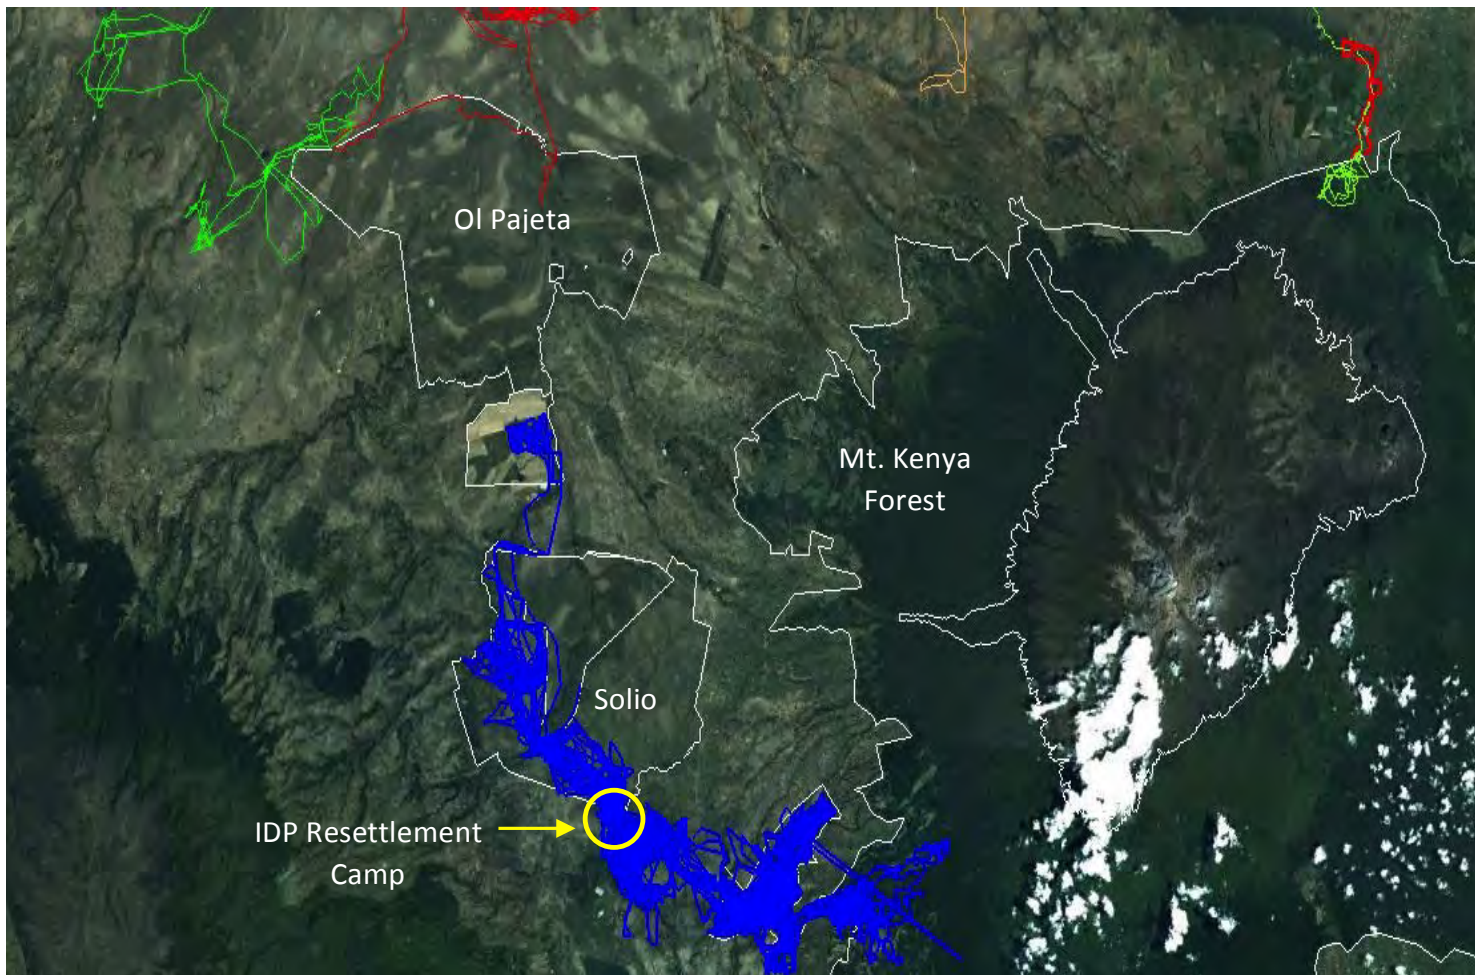 Ol Pajeta
Mt. Kenya
Forest
Solio
IDP Resettlement
Camp